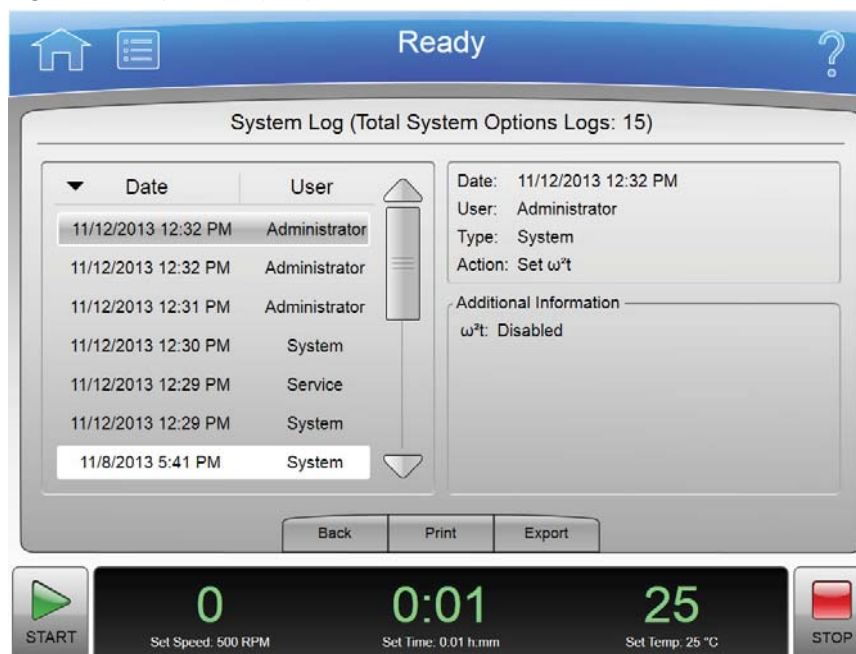 Ready
?
System Log (Total System Options Logs: 15)
Date User
11/12/2013 12:32 PM Administrator
11/12/2013 12:32 PM Administrator
11/12/2013 12:31 PM Administrator
11/12/2013 12:30 PM System
11/12/2013 12:29 PM Service
11/12/2013 12:29 PM System
11/8/2013 5:41 PM System
Date: 11/12/2013 12:32 PM
User: Administrator
Type: System
Action: Set ω²t
Additional Information
ω²t: Disabled
Back Print Export
START
0
Set Speed: 500 RPM
0:01
Set Time: 0:01 h:mm
25
Set Temp: 25 °C
STOP